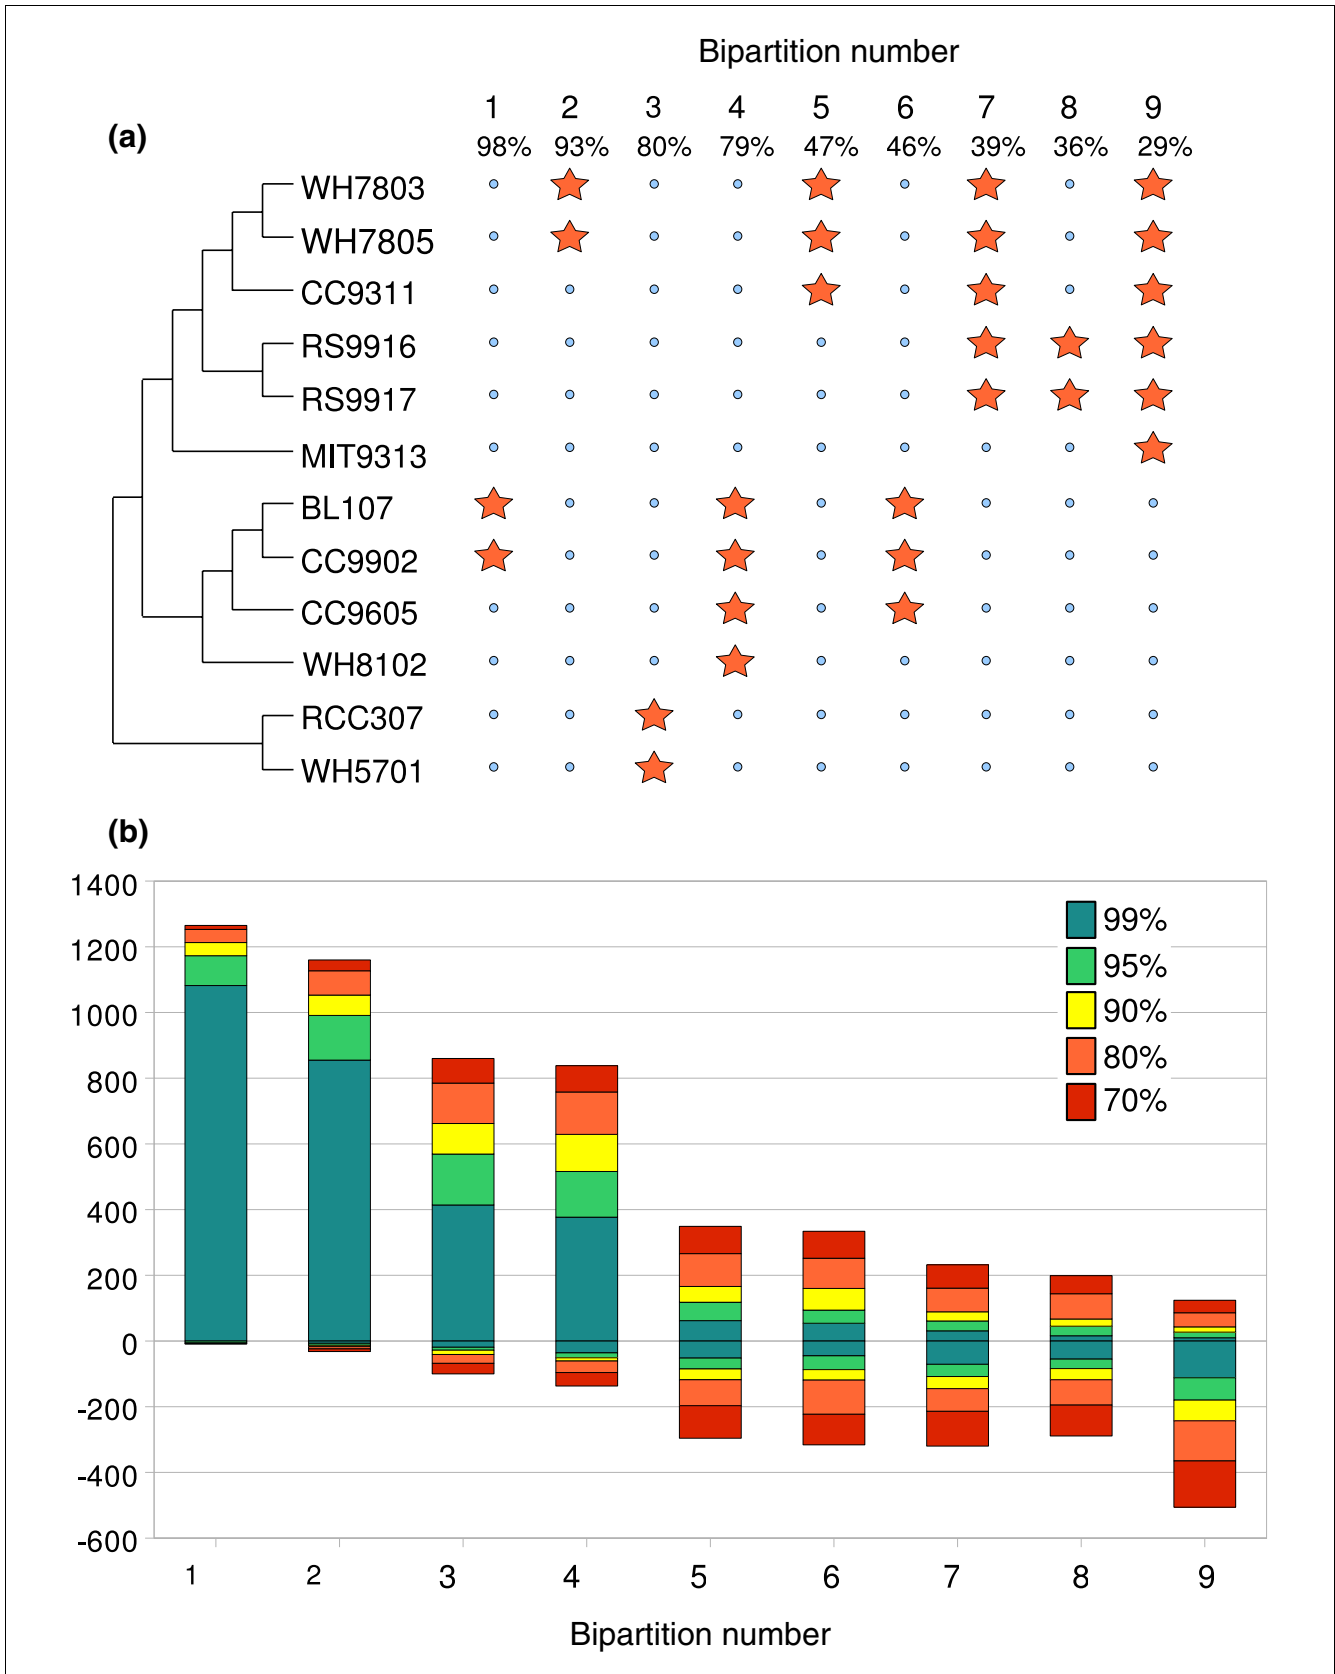 Bipartition number
1 2 3 4 5 6 7 8 9
(a) 98% 93% 80% 79% 47% 46% 39% 36% 29%
WH7803
WH7805
CC9311
RS9916
RS9917
MIT9313
BL107
CC9902
CC9605
WH8102
RCC307
WH5701
(b)
1400
1200
1000
800
600
400
200
0
-200
-400
-600
99%
95%
90%
80%
70%
1 2 3 4 5 6 7 8 9
Bipartition number